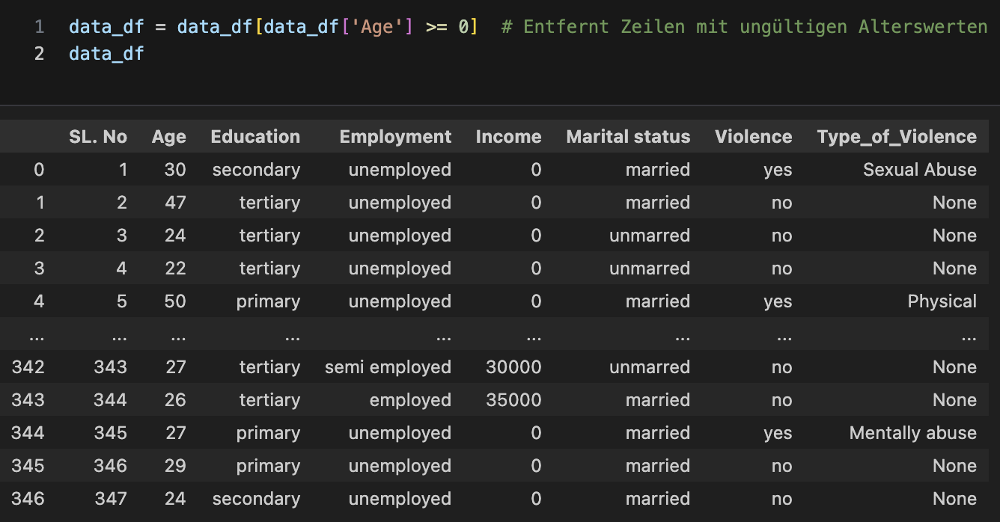 1 data_df = data_df[data_df['Age'] >= 0]  # Entfernt Zeilen mit ungültigen Alterswerten
2 data_df
SL. No Age Education Employment Income Marital status Violence Type_of_Violence
0 1 30 secondary unemployed 0 married yes Sexual Abuse
1 2 47 tertiary unemployed 0 married no None
2 3 24 tertiary unemployed 0 unmarred no None
3 4 22 tertiary unemployed 0 unmarred no None
4 5 50 primary unemployed 0 married yes Physical
... ... ... ... ... ... ... ... ...
342 343 27 tertiary semi employed 30000 unmarred no None
343 344 26 tertiary employed 35000 married no None
344 345 27 primary unemployed 0 married yes Mentally abuse
345 346 29 primary unemployed 0 married no None
346 347 24 secondary unemployed 0 married no None